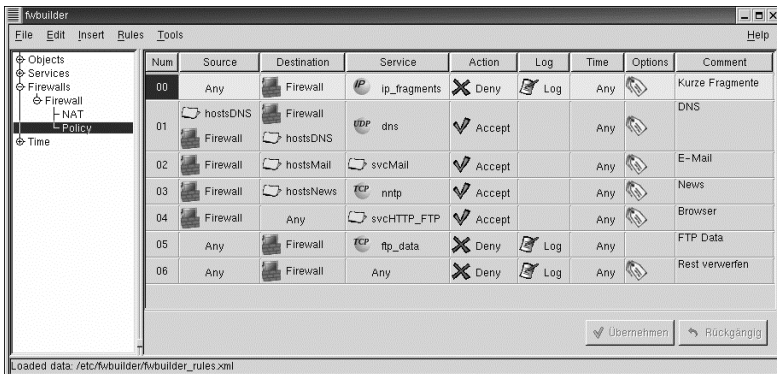 fwbuilder
File Edit Insert Rules Tools Help
Objects
Services
Firewalls
Firewall
NAT
Policy
Time
Num Source Destination Service Action Log Time Options Comment
00 Any Firewall IP ip_fragments Deny Log Any Kurze Fragmente
01 hostsDNS Firewall Firewall hostsDNS UDP dns Accept Any DNS
02 Firewall hostsMail svcMail Accept Any E-Mail
03 Firewall hostsNews TCP nntp Accept Any News
04 Firewall Any svcHTTP_FTP Accept Any Browser
05 Any Firewall TCP ftp_data Deny Log Any FTP Data
06 Any Firewall Any Deny Log Any Rest verwerfen
Übernehmen Rückgängig
Loaded data: /etc/fwbuilder/fwbuilder_rules.xml